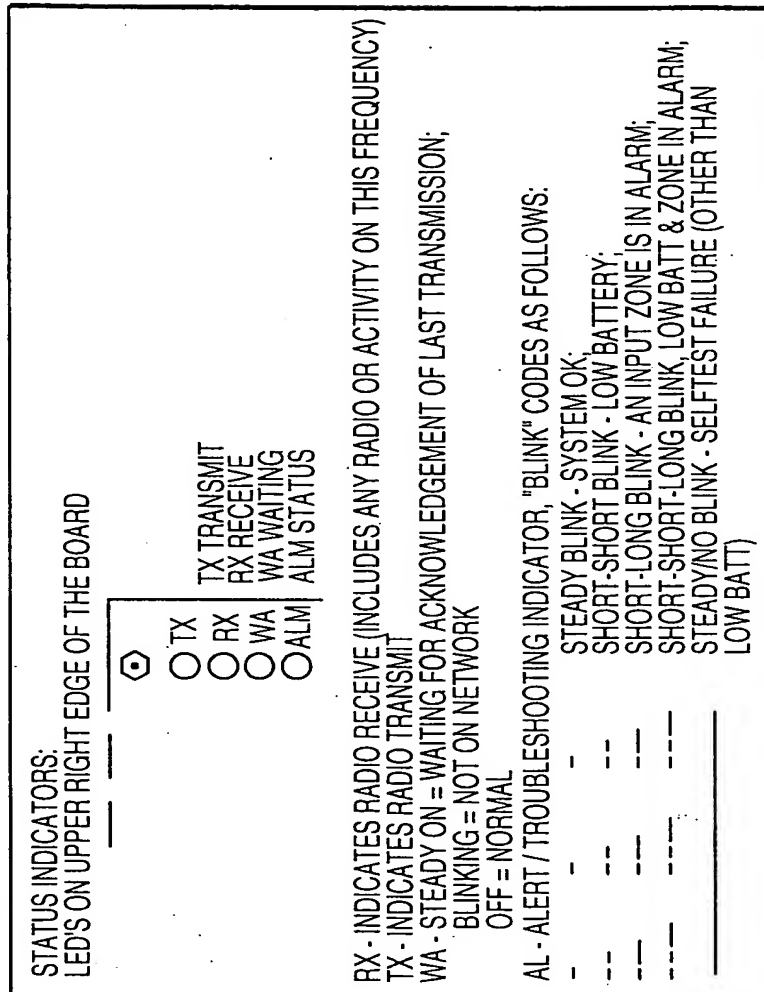 STATUS INDICATORS:
LED'S ON UPPER RIGHT EDGE OF THE BOARD
TX TX TRANSMIT
RX RX RECEIVE
WA WA WAITING
ALM ALM STATUS
RX - INDICATES RADIO RECEIVE (INCLUDES ANY RADIO OR ACTIVITY ON THIS FREQUENCY)
TX - INDICATES RADIO TRANSMIT
WA - STEADY ON = WAITING FOR ACKNOWLEDGEMENT OF LAST TRANSMISSION;
BLINKING = NOT ON NETWORK
OFF = NORMAL
AL - ALERT / TROUBLESHOOTING INDICATOR, "BLINK" CODES AS FOLLOWS:
STEADY BLINK - SYSTEM OK;
SHORT-SHORT BLINK - LOW BATTERY;
SHORT-LONG BLINK - AN INPUT ZONE IS IN ALARM;
SHORT-SHORT-LONG BLINK, LOW BATT & ZONE IN ALARM;
STEADY/NO BLINK - SELFTEST FAILURE (OTHER THAN
LOW BATT)